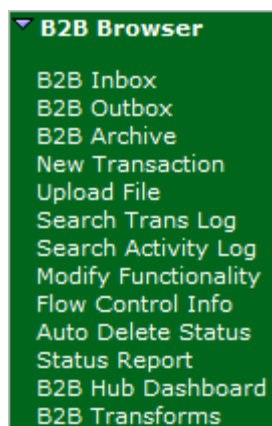 B2B Browser
B2B Inbox
B2B Outbox
B2B Archive
New Transaction
Upload File
Search Trans Log
Search Activity Log
Modify Functionality
Flow Control Info
Auto Delete Status
Status Report
B2B Hub Dashboard
B2B Transforms